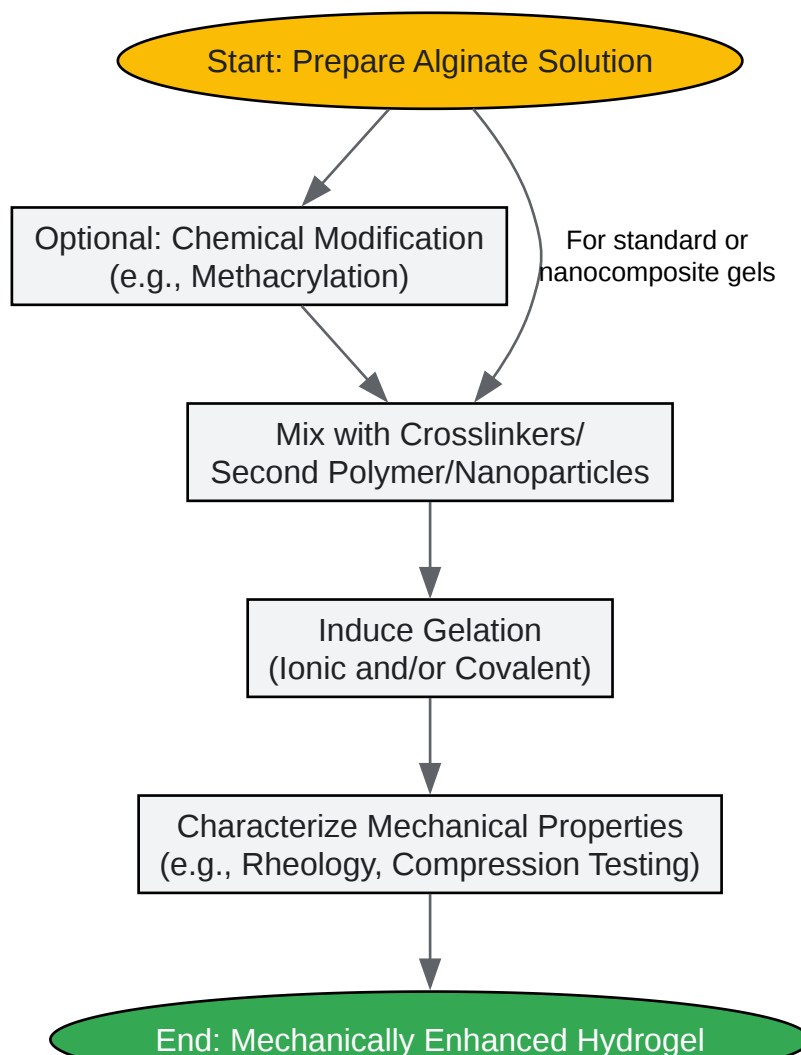 Start: Prepare Alginate Solution
Optional: Chemical Modification
(e.g., Methacrylation)
For standard or
nanocomposite gels
Mix with Crosslinkers/
Second Polymer/Nanoparticles
Induce Gelation
(Ionic and/or Covalent)
Characterize Mechanical Properties
(e.g., Rheology, Compression Testing)
End: Mechanically Enhanced Hydrogel